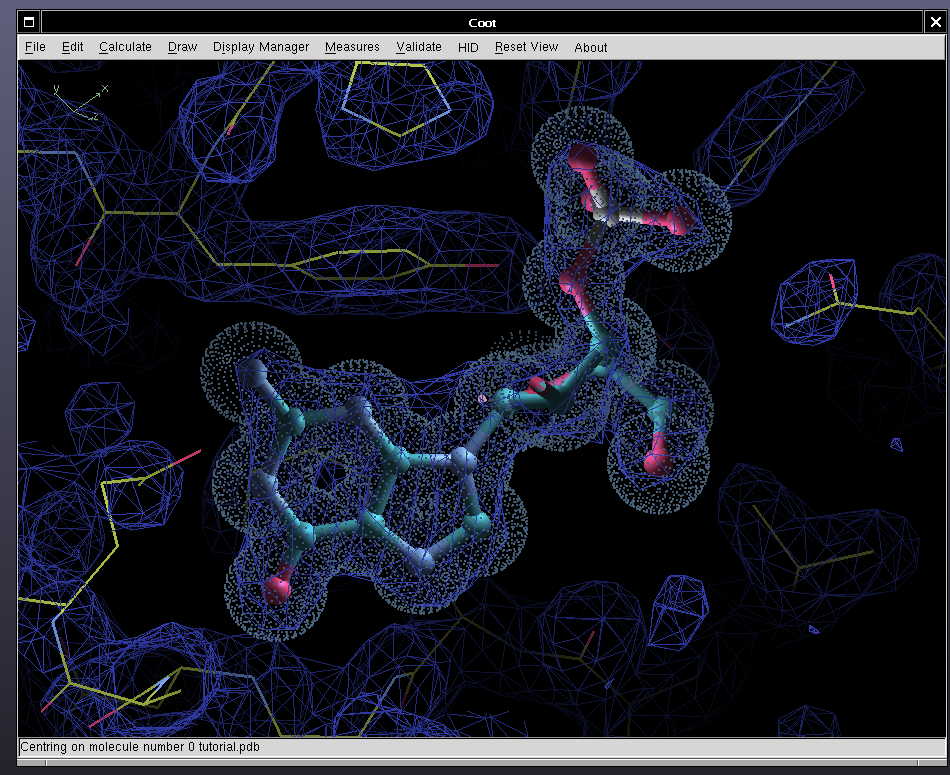 Coot
File Edit Calculate Draw Display Manager Measures Validate HID Reset View About
y x
z
Centring on molecule number 0 tutorial.pdb